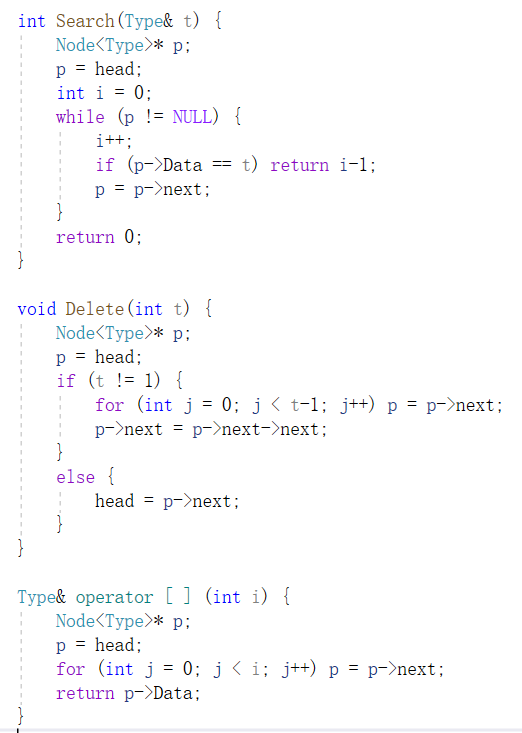 int Search(Type& t) {
    Node<Type>* p;
    p = head;
    int i = 0;
    while (p != NULL) {
        i++;
        if (p->Data == t) return i-1;
        p = p->next;
    }
    return 0;
}

void Delete(int t) {
    Node<Type>* p;
    p = head;
    if (t != 1) {
        for (int j = 0; j < t-1; j++) p = p->next;
        p->next = p->next->next;
    }
    else {
        head = p->next;
    }
}

Type& operator [ ] (int i) {
    Node<Type>* p;
    p = head;
    for (int j = 0; j < i; j++) p = p->next;
    return p->Data;
}